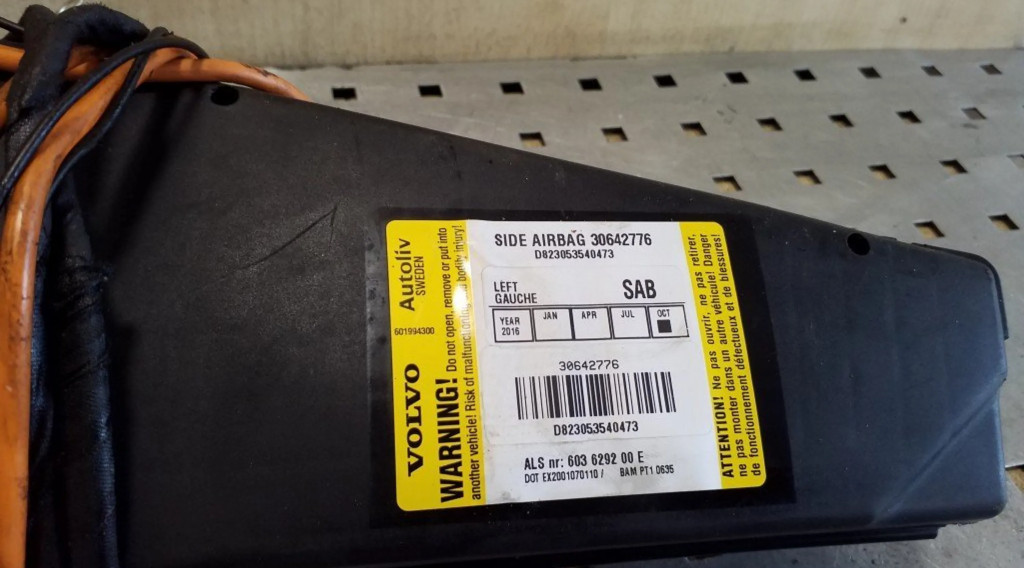 Autoliv
SWEDEN
601994300
VOLVO
WARNING! Do not open, remove or put into
another vehicle! Risk of malfunctioning and bodily injury!
SIDE AIRBAG 30642776
D823053540473
LEFT
GAUCHE
SAB
YEAR
2016
JAN
APR
JUL
OCT
30642776
D823053540473
ALS nr: 603 6292 00 E
DOT EX2001070110 / BAM PT1 0635
ATTENTION! Ne pas ouvrir, ne pas retirer,
ne pas monter dans un autre véhicule! Danger
de fonctionnement défectueux et de blessures!